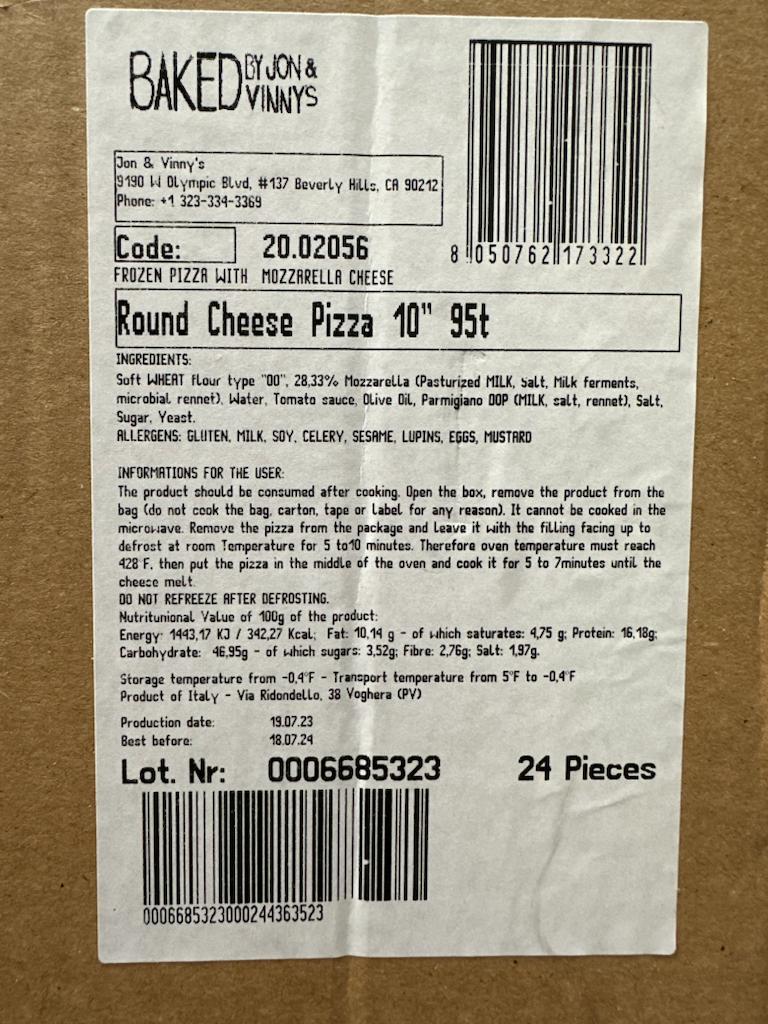 BAKED BY JON & VINNYS
Jon & Vinny's
9190 W Olympic Blvd, #137 Beverly Hills, CA 90212
Phone: +1 323-334-3369
8 050762 173322
Code: 20.02056
FROZEN PIZZA WITH MOZZARELLA CHEESE
Round Cheese Pizza 10" 95t
INGREDIENTS:
Soft WHEAT flour type "00", 28,33% Mozzarella (Pasturized MILK, Salt, Milk ferments,
microbial rennet), Water, Tomato sauce, Olive Oil, Parmigiano DOP (MILK, salt, rennet), Salt,
Sugar, Yeast.
ALLERGENS: GLUTEN, MILK, SOY, CELERY, SESAME, LUPINS, EGGS, MUSTARD
INFORMATIONS FOR THE USER:
The product should be consumed after cooking. Open the box, remove the product from the
bag (do not cook the bag, carton, tape or label for any reason). It cannot be cooked in the
microwave. Remove the pizza from the package and leave it with the filling facing up to
defrost at room Temperature for 5 to10 minutes. Therefore oven temperature must reach
428°F, then put the pizza in the middle of the oven and cook it for 5 to 7minutes until the
cheese melt.
DO NOT REFREEZE AFTER DEFROSTING.
Nutritunional Value of 100g of the product:
Energy: 1443,17 KJ / 342,27 Kcal; Fat: 10,14 g - of which saturates: 4,75 g; Protein: 16,18g;
Carbohydrate: 46,95g - of which sugars: 3,52g; Fibre: 2,76g; Salt: 1,97g.
Storage temperature from -0,4°F - Transport temperature from 5°F to -0,4°F
Product of Italy - Via Ridondello, 38 Voghera (PV)
Production date: 19.07.23
Best before: 18.07.24
Lot. Nr: 0006685323 24 Pieces
0006685323000244363523